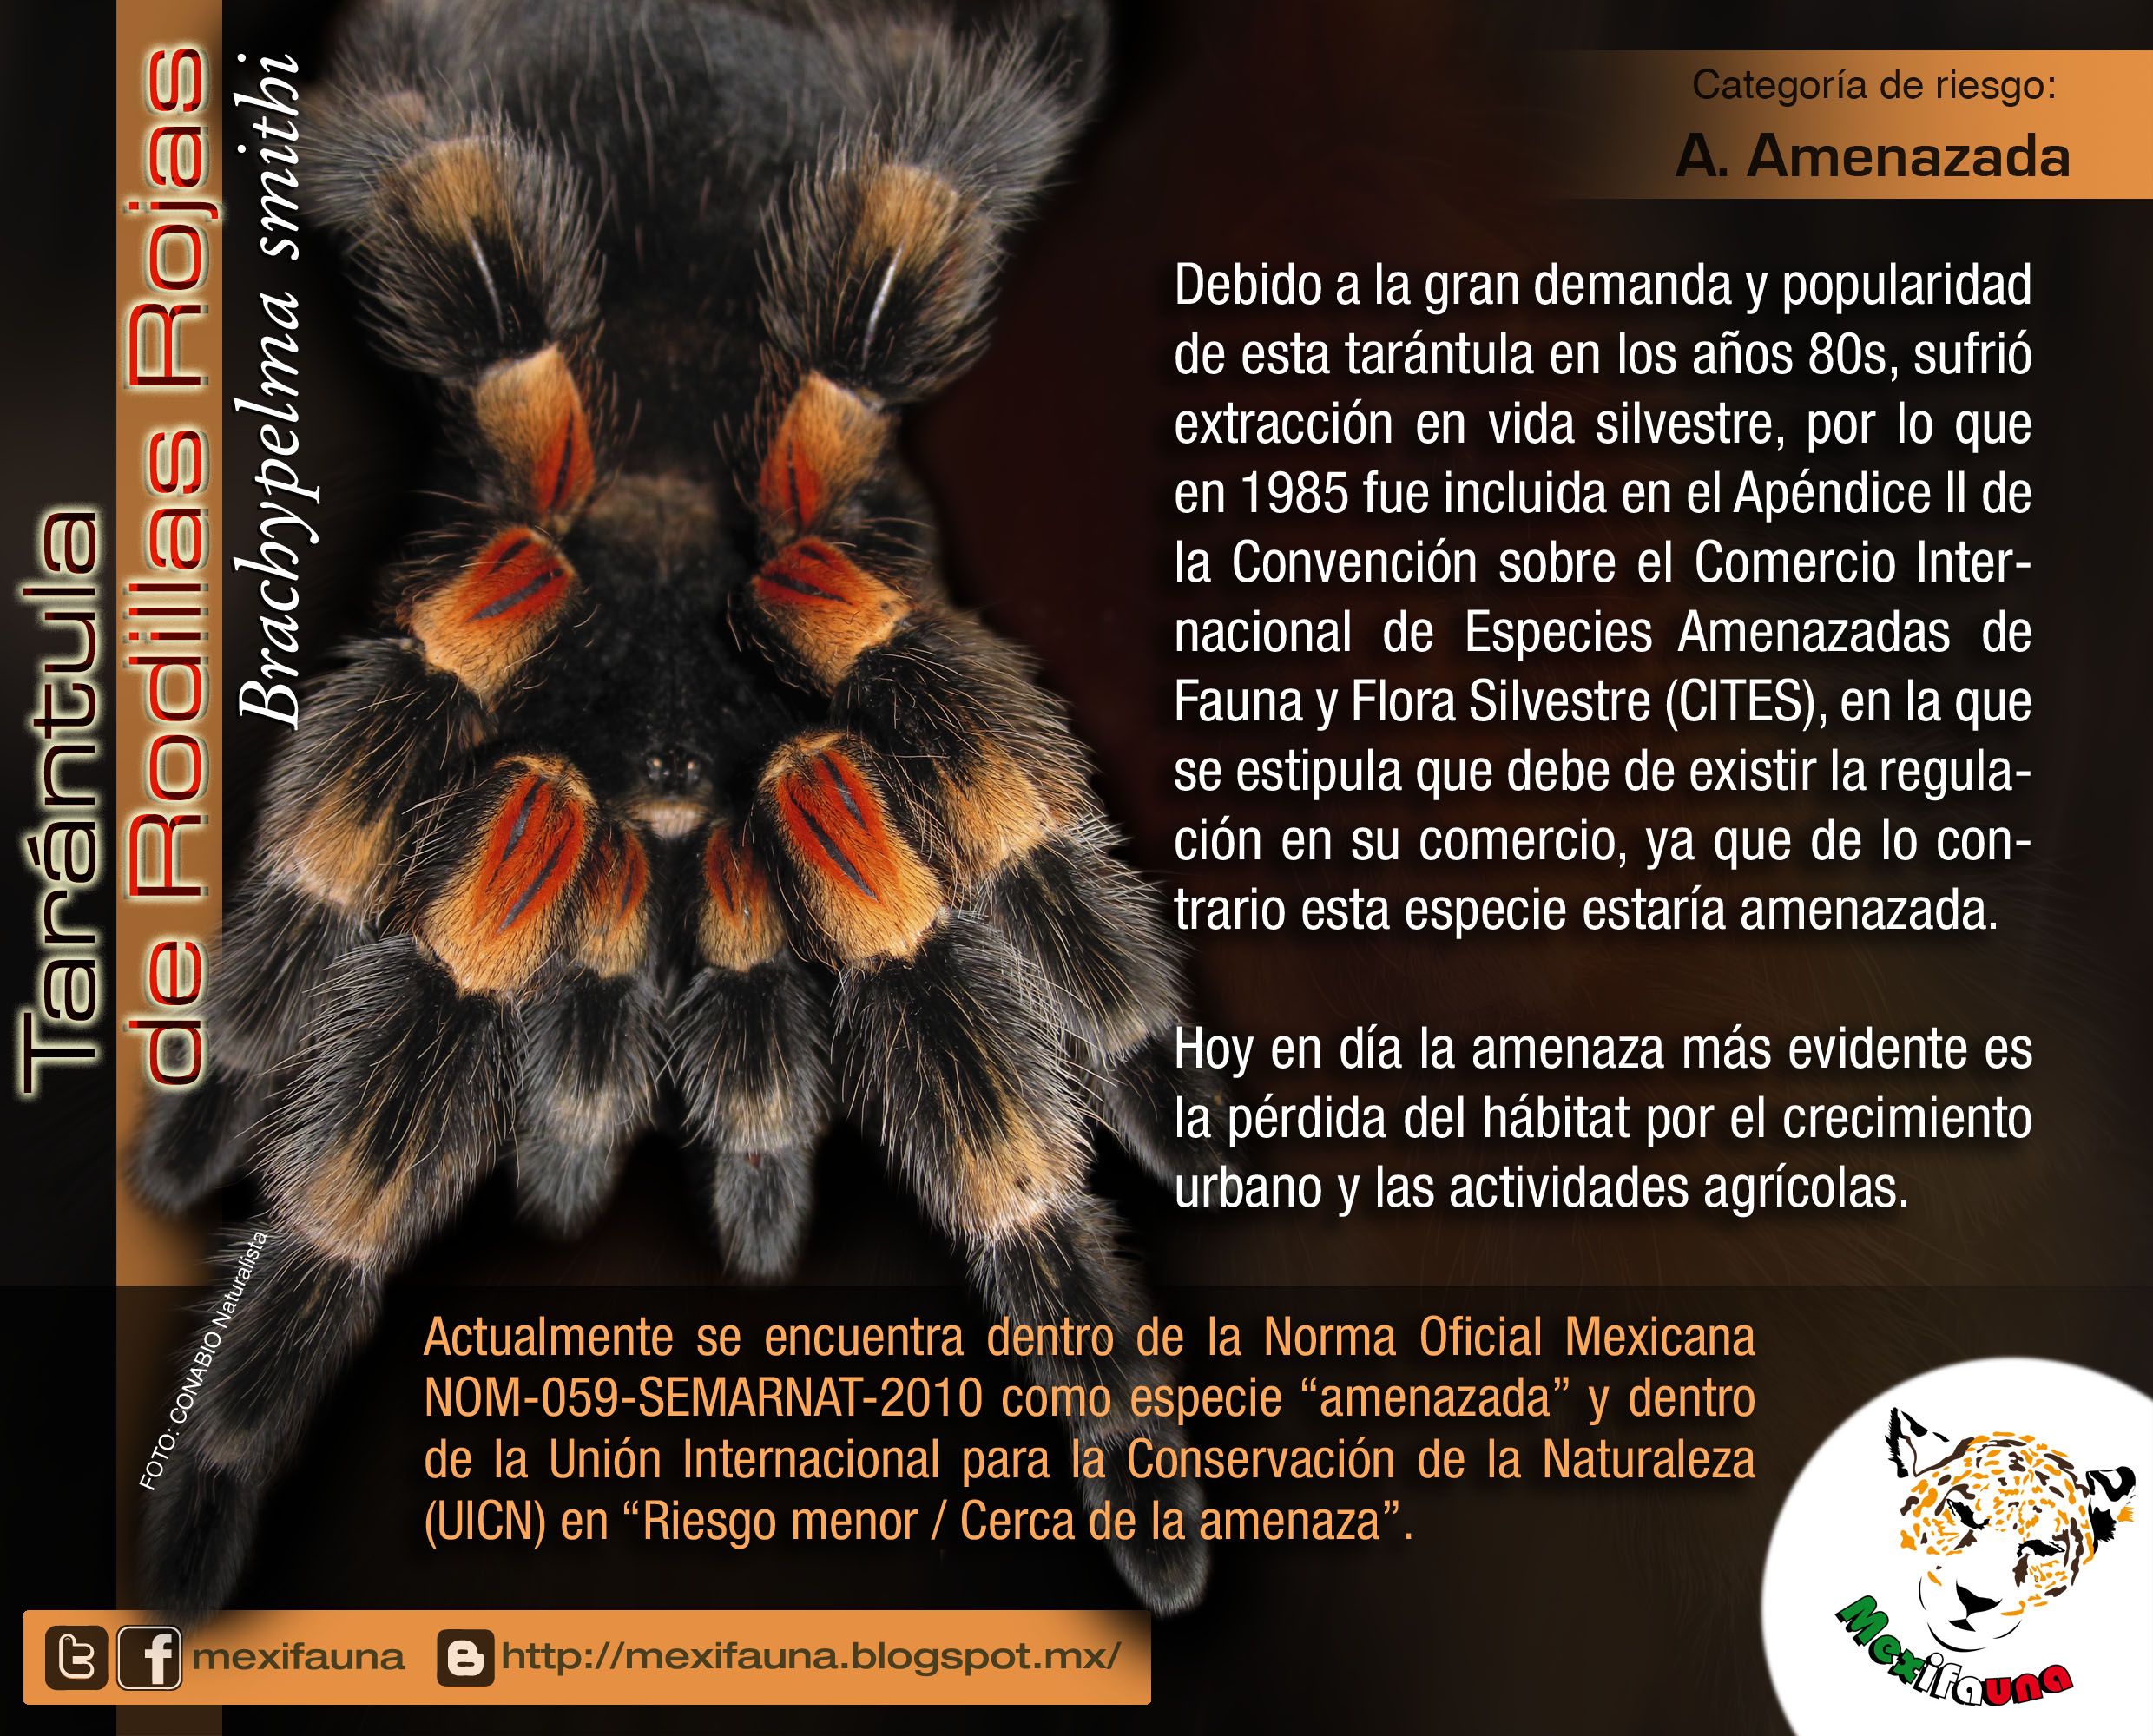 Tarántula
de Rodillas Rojas
Brachypelma smithi
Categoría de riesgo:
A. Amenazada
Debido a la gran demanda y popularidad
de esta tarántula en los años 80s, sufrió
extracción en vida silvestre, por lo que
en 1985 fue incluida en el Apéndice II de
la Convención sobre el Comercio Inter-
nacional de Especies Amenazadas de
Fauna y Flora Silvestre (CITES), en la que
se estipula que debe de existir la regula-
ción en su comercio, ya que de lo con-
trario esta especie estaría amenazada.
Hoy en día la amenaza más evidente es
la pérdida del hábitat por el crecimiento
urbano y las actividades agrícolas.
FOTO: CONABIO Naturalista
Actualmente se encuentra dentro de la Norma Oficial Mexicana
NOM-059-SEMARNAT-2010 como especie “amenazada” y dentro
de la Unión Internacional para la Conservación de la Naturaleza
(UICN) en “Riesgo menor / Cerca de la amenaza”.
mexifauna
http://mexifauna.blogspot.mx/
Mexifauna